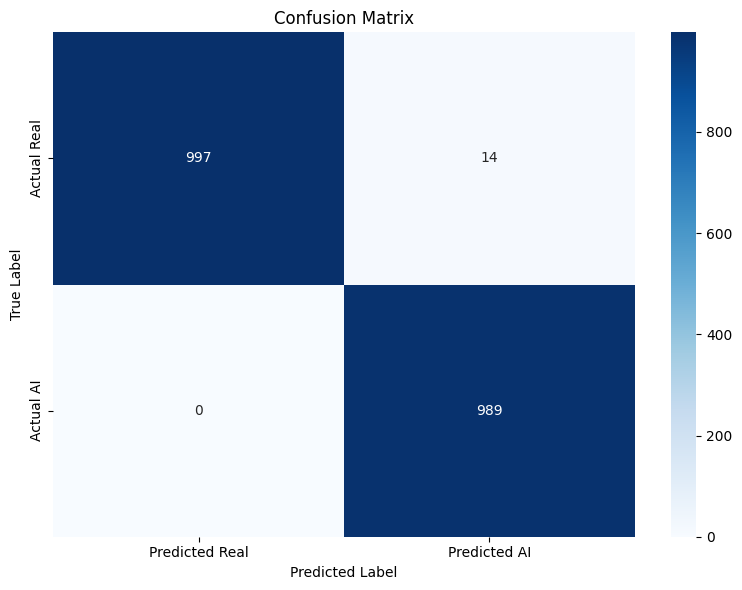 Confusion Matrix
Actual Real
997
14
Actual AI
0
989
True Label
Predicted Real
Predicted AI
Predicted Label
800
600
400
200
0